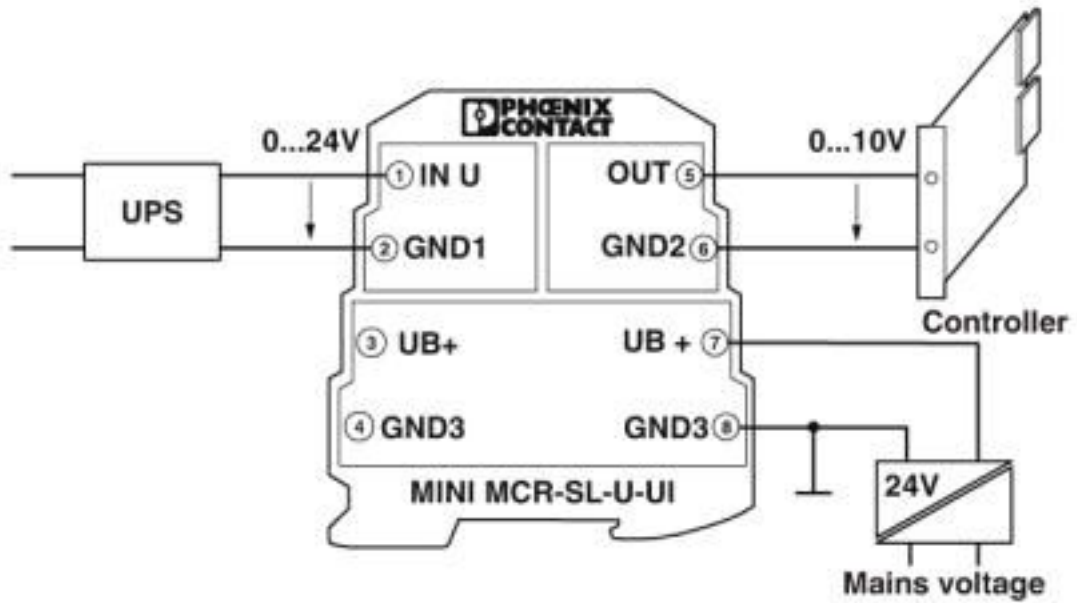 PHŒNIX
CONTACT
0...24V
0...10V
1 IN U
OUT 5
UPS
2 GND1
GND2 6
Controller
3 UB+
UB + 7
4 GND3
GND3 8
24V
MINI MCR-SL-U-UI
Mains voltage